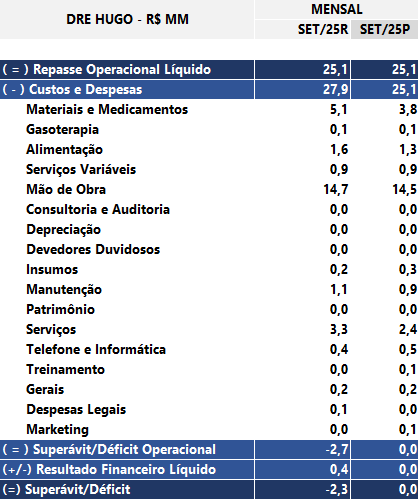 DRE HUGO - R$ MM MENSAL
SET/25R SET/25P
( = ) Repasse Operacional Líquido 25,1 25,1
( - ) Custos e Despesas 27,9 25,1
Materiais e Medicamentos 5,1 3,8
Gasoterapia 0,1 0,1
Alimentação 1,6 1,3
Serviços Variáveis 0,9 0,9
Mão de Obra 14,7 14,5
Consultoria e Auditoria 0,0 0,0
Depreciação 0,0 0,0
Devedores Duvidosos 0,0 0,0
Insumos 0,2 0,3
Manutenção 1,1 0,9
Patrimônio 0,0 0,0
Serviços 3,3 2,4
Telefone e Informática 0,4 0,5
Treinamento 0,0 0,1
Gerais 0,2 0,2
Despesas Legais 0,1 0,0
Marketing 0,0 0,1
( = ) Superávit/Déficit Operacional -2,7 0,0
(+/-) Resultado Financeiro Líquido 0,4 0,0
(=) Superávit/Déficit -2,3 0,0